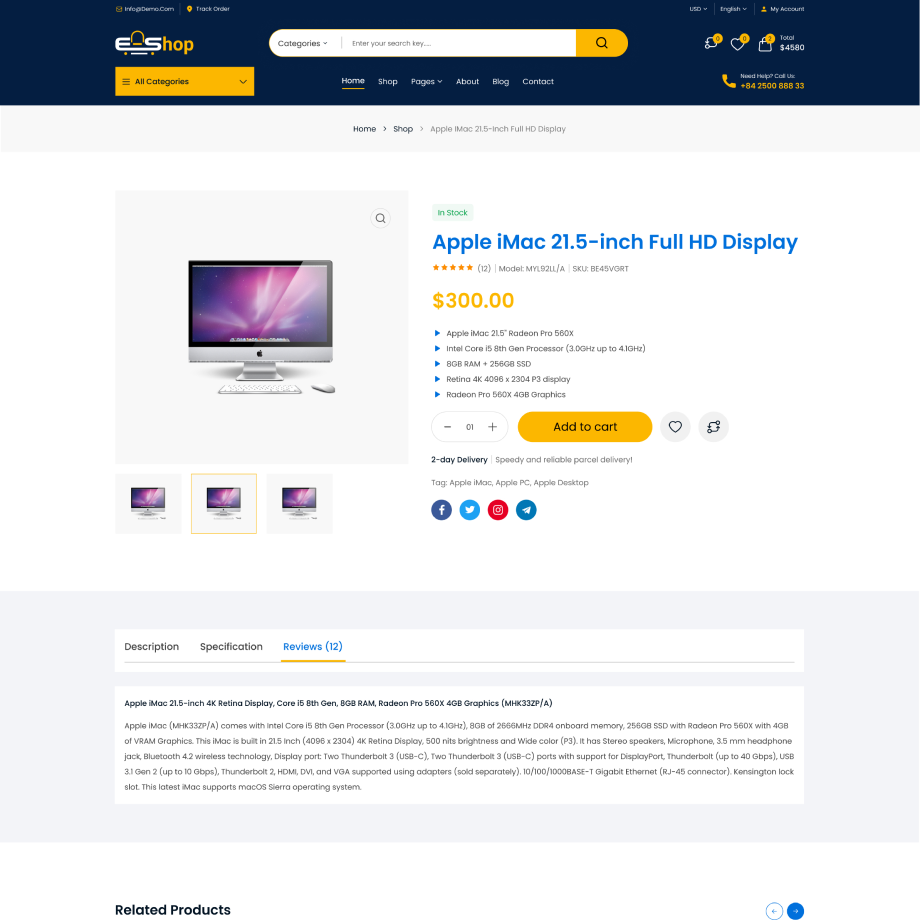 Info@Demo.Com
Track Order
USD
English
My Account
E-Shop
Categories
Enter your search key....
0
0
2
Total
$4580
All Categories
Home
Shop
Pages
About
Blog
Contact
Need Help? Call Us:
+84 2500 888 33
Home > Shop > Apple IMac 21.5-Inch Full HD Display
In Stock
Apple iMac 21.5-inch Full HD Display
(12) Model: MYL92LL/A SKU: BE45VGRT
$300.00
Apple iMac 21.5" Radeon Pro 560X
Intel Core i5 8th Gen Processor (3.0GHz up to 4.1GHz)
8GB RAM + 256GB SSD
Retina 4K 4096 x 2304 P3 display
Radeon Pro 560X 4GB Graphics
01
Add to cart
2-day Delivery Speedy and reliable parcel delivery!
Tag: Apple iMac, Apple PC, Apple Desktop
Description
Specification
Reviews (12)
Apple iMac 21.5-inch 4K Retina Display, Core i5 8th Gen, 8GB RAM, Radeon Pro 560X 4GB Graphics (MHK33ZP/A)
Apple iMac (MHK33ZP/A) comes with Intel Core i5 8th Gen Processor (3.0GHz up to 4.1GHz), 8GB of 2666MHz DDR4 onboard memory, 256GB SSD with Radeon Pro 560X with 4GB
of VRAM Graphics. This iMac is built in 21.5 Inch (4096 x 2304) 4K Retina Display, 500 nits brightness and Wide color (P3). It has Stereo speakers, Microphone, 3.5 mm headphone
jack, Bluetooth 4.2 wireless technology, Display port: Two Thunderbolt 3 (USB-C), Two Thunderbolt 3 (USB-C) ports with support for DisplayPort, Thunderbolt (up to 40 Gbps), USB
3.1 Gen 2 (up to 10 Gbps), Thunderbolt 2, HDMI, DVI, and VGA supported using adapters (sold separately). 10/100/1000BASE-T Gigabit Ethernet (RJ-45 connector). Kensington lock
slot. This latest iMac supports macOS Sierra operating system.
Related Products